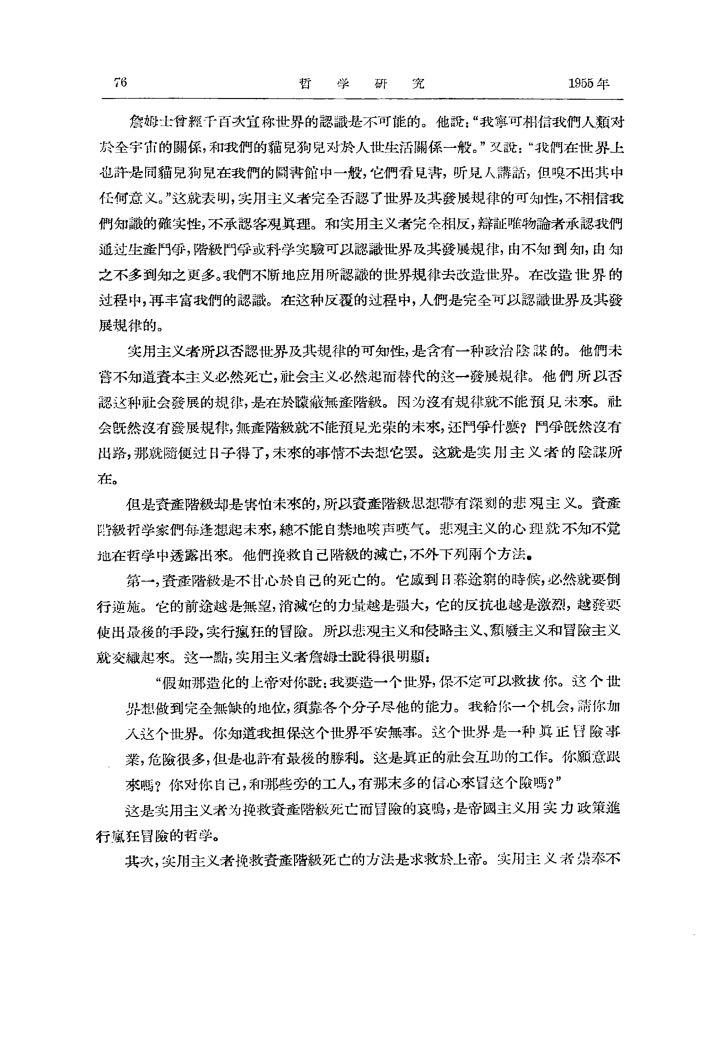 76 哲学研究 1955年
詹姆士曾經千百次宣称世界的認識是不可能的。他說：“我寧可相信我們人類对
於全宇宙的關係，和我們的貓兒狗兒对於人世生活關係一般。”又說：“我們在世界上
也許是同貓兒狗兒在我們的圖書館中一般，它們看見書，听見人講話，但嗅不出其中
任何意义。”这就表明，实用主义者完全否認了世界及其發展規律的可知性，不相信我
們知識的確实性，不承認客观眞理。和实用主义者完全相反，辯証唯物論者承認我們
通过生產鬥爭，階級鬥爭或科学实驗可以認識世界及其發展規律，由不知到知，由知
之不多到知之更多。我們不断地应用所認識的世界規律去改造世界。在改造世界的
过程中，再丰富我們的認識。在这种反覆的过程中，人們是完全可以認識世界及其發
展規律的。
实用主义者所以否認世界及其規律的可知性，是含有一种政治陰謀的。他們未
嘗不知道資本主义必然死亡，社会主义必然起而替代的这一發展規律。他們所以否
認这种社会發展的規律，是在於矇蔽無產階級。因为沒有規律就不能預見未來。社
会旣然沒有發展規律，無產階級就不能預見光荣的未來，还鬥爭什麽？鬥爭旣然沒有
出路，那就隨便过日子得了，未來的事情不去想它罢。这就是实用主义者的陰謀所
在。
但是資產階級却是害怕未來的，所以資產階級思想帶有深刻的悲观主义。資產
階級哲学家們每逢想起未來，總不能自禁地唉声嘆气。悲观主义的心理就不知不覚
地在哲学中透露出來。他們挽救自己階級的滅亡，不外下列兩个方法。
第一，資產階級是不甘心於自己的死亡的。它感到日暮途窮的時候，必然就要倒
行逆施。它的前途越是無望，消滅它的力量越是强大，它的反抗也越是激烈，越發要
使出最後的手段，实行瘋狂的冒險。所以悲观主义和侵略主义、頹廢主义和冒險主义
就交織起來。这一點，实用主义者詹姆士說得很明顯：
“假如那造化的上帝对你說：我要造一个世界，保不定可以救拔你。这个世
界想做到完全無缺的地位，須靠各个分子尽他的能力。我給你一个机会，請你加
入这个世界。你知道我担保这个世界平安無事。这个世界是一种眞正冒險事
業，危險很多，但是也許有最後的勝利。这是眞正的社会互助的工作。你願意跟
來嗎？你对你自己，和那些旁的工人，有那末多的信心來冒这个險嗎？”
这是实用主义者为挽救資產階級死亡而冒險的哀鳴，是帝國主义用实力政策進
行瘋狂冒險的哲学。
其次，实用主义者挽救資產階級死亡的方法是求救於上帝。实用主义者崇奉不